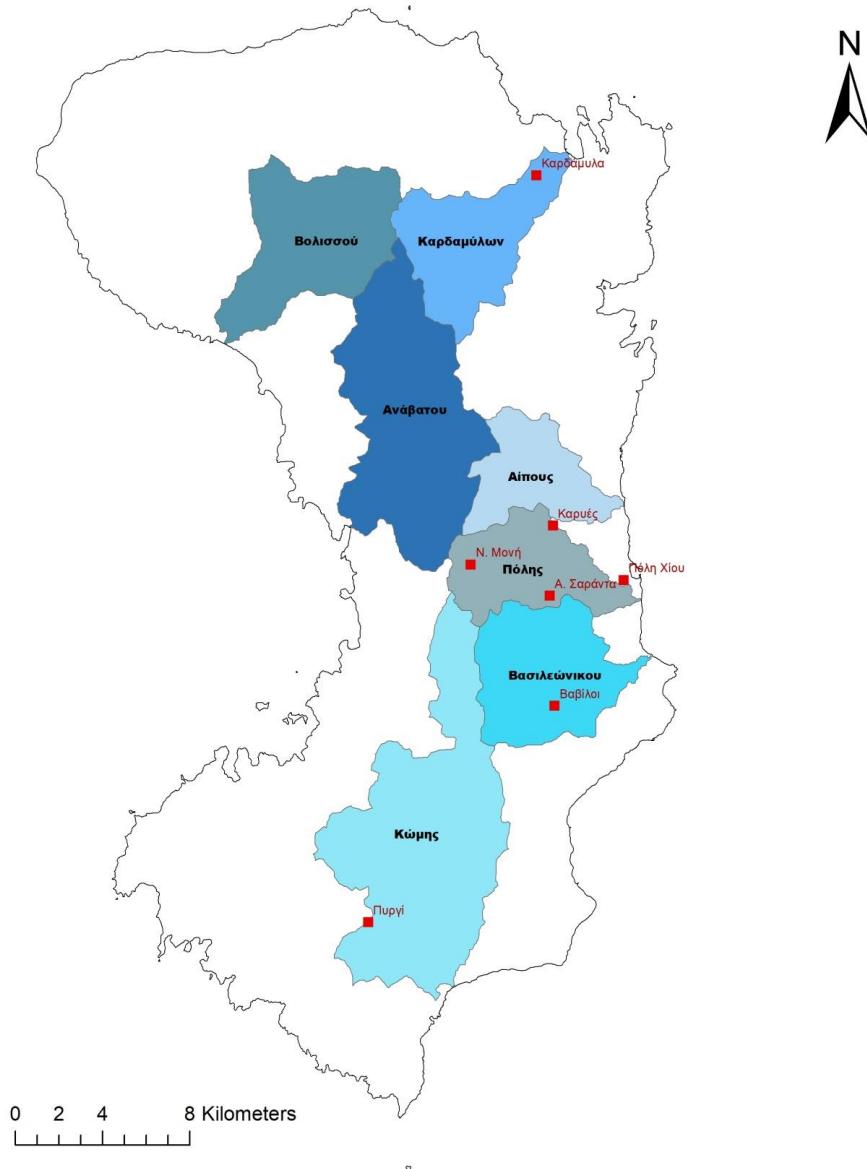 N
Καρδάμυλα
Βολισσού
Καρδαμύλων
Ανάβατου
Αίπους
Καρυές
Ν. Μονή
Πόλης
Πόλη Χίου
Α. Σαράντα
Βασιλεώνικου
Βαβίλοι
Κώμης
Πυργί
0 2 4 8 Kilometers